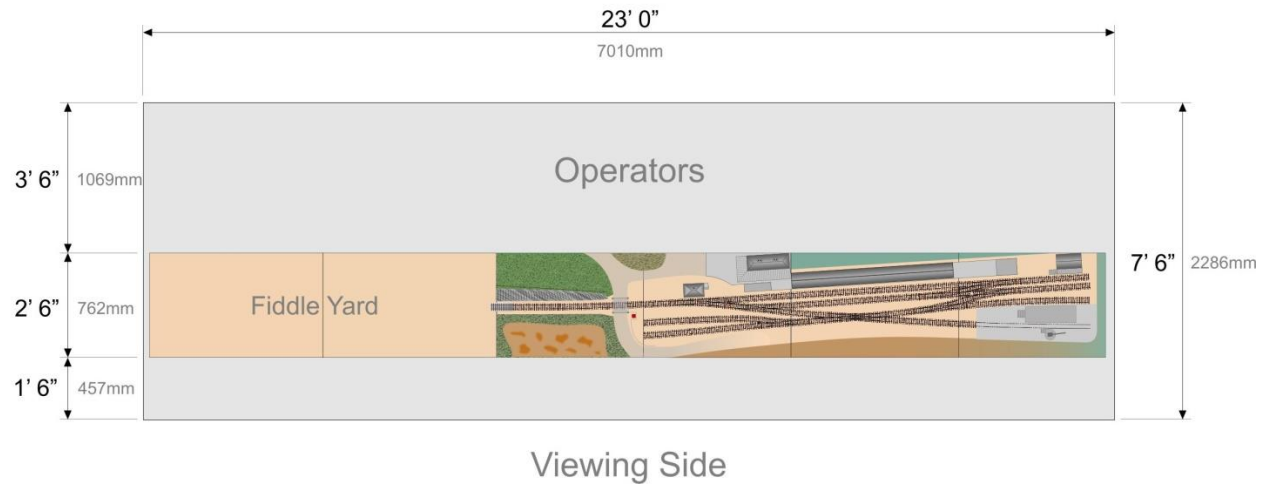 23’ 0”
7010mm
3’ 6”
1069mm
Operators
7’ 6”
2286mm
2’ 6”
762mm
Fiddle Yard
1’ 6”
457mm
Viewing Side